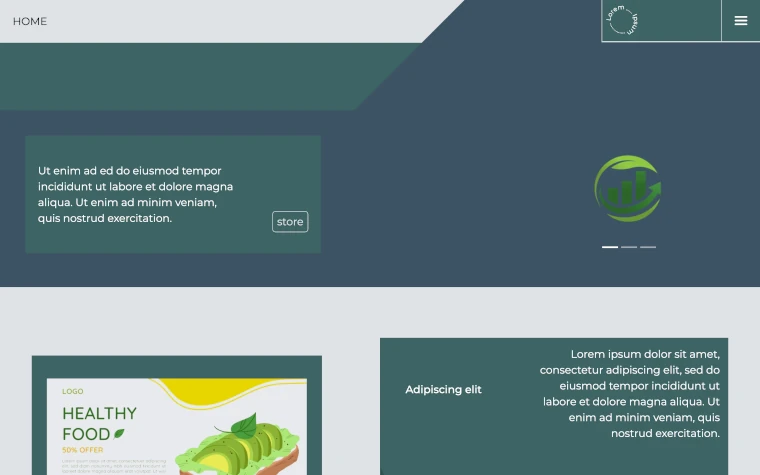 HOME
Lorem ipsum
Ut enim ad ed do eiusmod tempor
incididunt ut labore et dolore magna
aliqua. Ut enim ad minim veniam,
quis nostrud exercitation.
store
Adipiscing elit
Lorem ipsum dolor sit amet,
consectetur adipiscing elit, sed do
eiusmod tempor incididunt ut
labore et dolore magna aliqua. Ut
enim ad minim veniam, quis
nostrud exercitation.
LOGO
HEALTHY
FOOD
50% OFFER